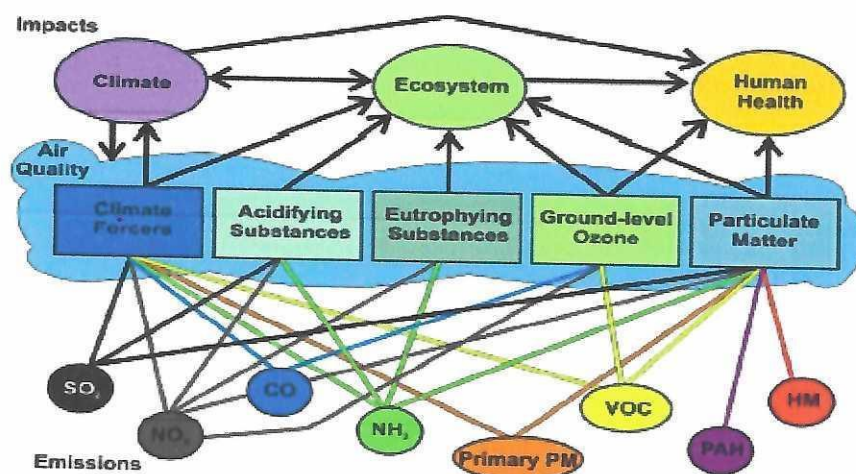 Impacts
Climate
Ecosystem
Human
Health
Air
Quality
Climate
Forcers
Acidifying
Substances
Eutrophying
Substances
Ground-level
Ozone
Particulate
Matter
SO₂
NOₓ
CO
NH₃
VOC
HM
PAH
Primary PM
Emissions